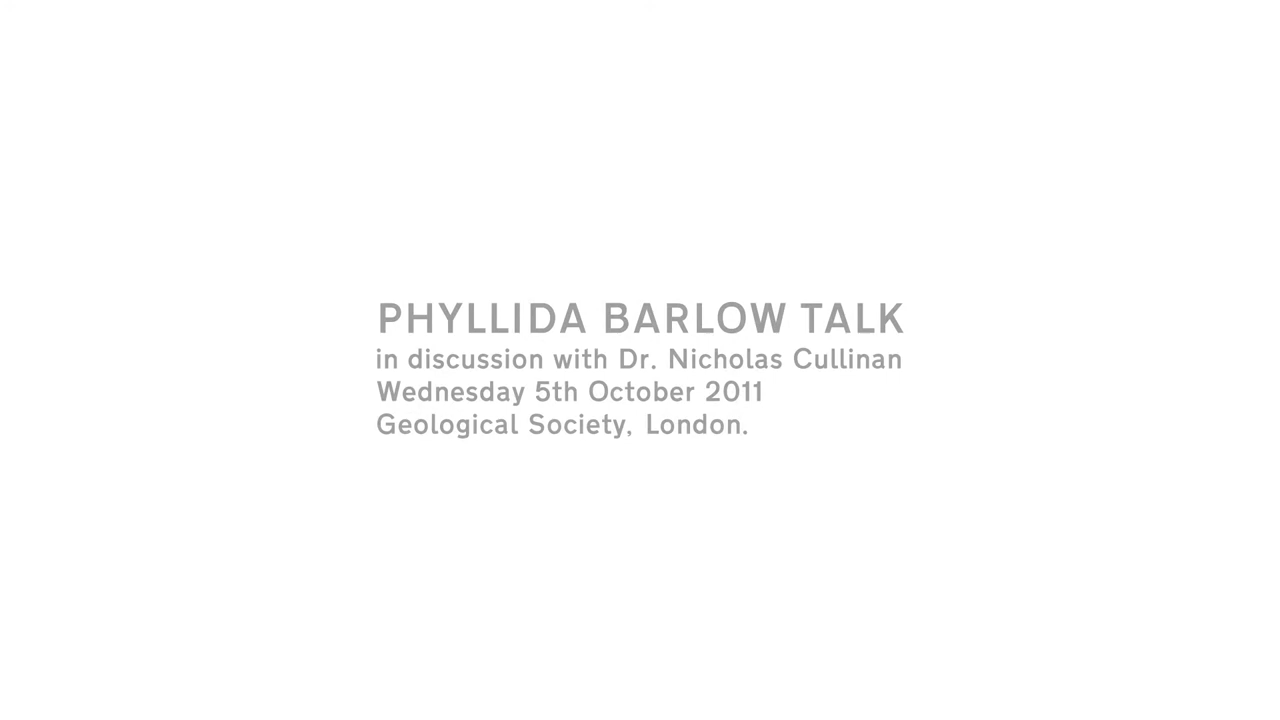 PHYLLIDA BARLOW TALK
in discussion with Dr. Nicholas Cullinan
Wednesday 5th October 2011
Geological Society, London.